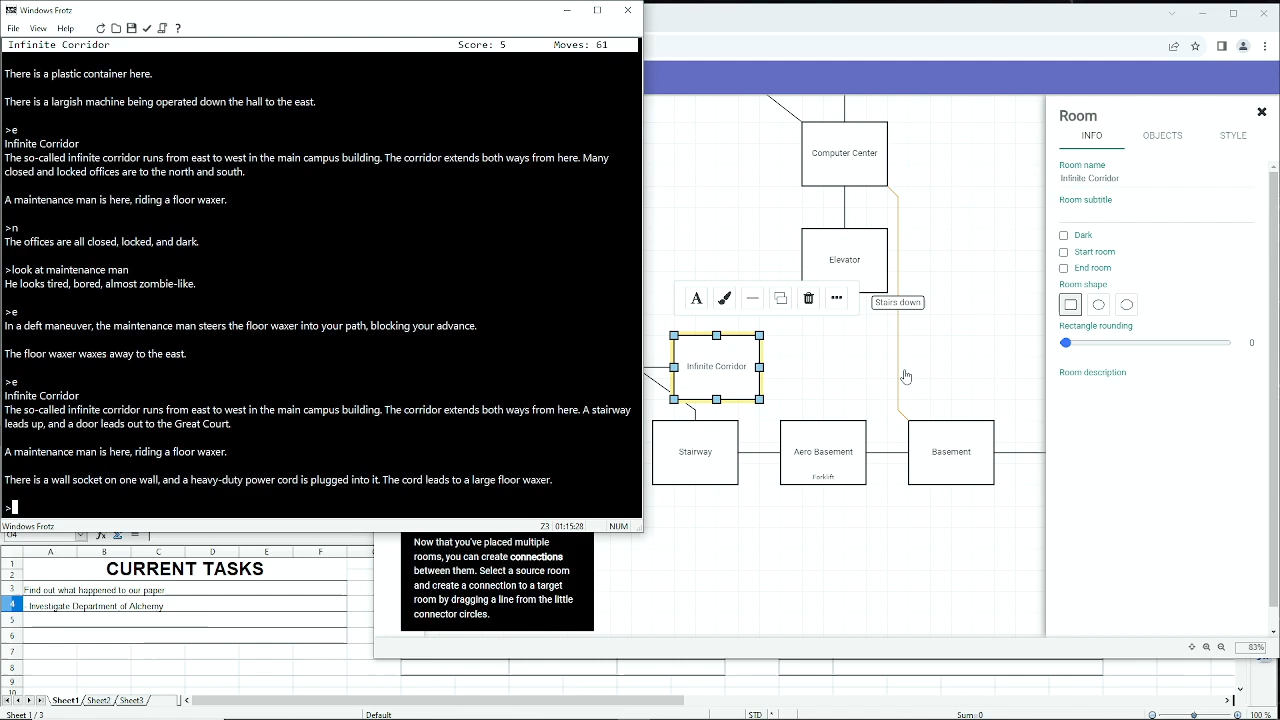 Windows Frotz
File View Help
?
Infinite Corridor Score: 5 Moves: 61
There is a plastic container here.
There is a largish machine being operated down the hall to the east.
>e
Infinite Corridor
The so-called infinite corridor runs from east to west in the main campus building. The corridor extends both ways from here. Many
closed and locked offices are to the north and south.
A maintenance man is here, riding a floor waxer.
>n
The offices are all closed, locked, and dark.
>look at maintenance man
He looks tired, bored, almost zombie-like.
>e
In a deft maneuver, the maintenance man steers the floor waxer into your path, blocking your advance.
The floor waxer waxes away to the east.
>e
Infinite Corridor
The so-called infinite corridor runs from east to west in the main campus building. The corridor extends both ways from here. A stairway
leads up, and a door leads out to the Great Court.
A maintenance man is here, riding a floor waxer.
There is a wall socket on the wall, and a heavy-duty power cord is plugged into it. The cord leads to a large floor waxer.
>
Windows Frotz Z3 01:15:28 NUM
Computer Center
Elevator
A
Stairs down
Infinite Corridor
Stairway
Aero Basement
Forklift
Basement
Room
INFO OBJECTS STYLE
Room name
Infinite Corridor
Room subtitle
Dark
Start room
End room
Room shape
Rectangle rounding
0
Room description
Now that you've placed multiple
rooms, you can create connections
between them. Select a source room
and create a connection to a target
room by dragging a line from the little
connector circles.
83%
A B C D E F
1 CURRENT TASKS
2
3 Find out what happened to our paper
4 Investigate Department of Alchemy
5
6
7
8
9
10
Sheet1 Sheet2 Sheet3
Sheet 1 / 3 Default STD * Sum=0 100 %